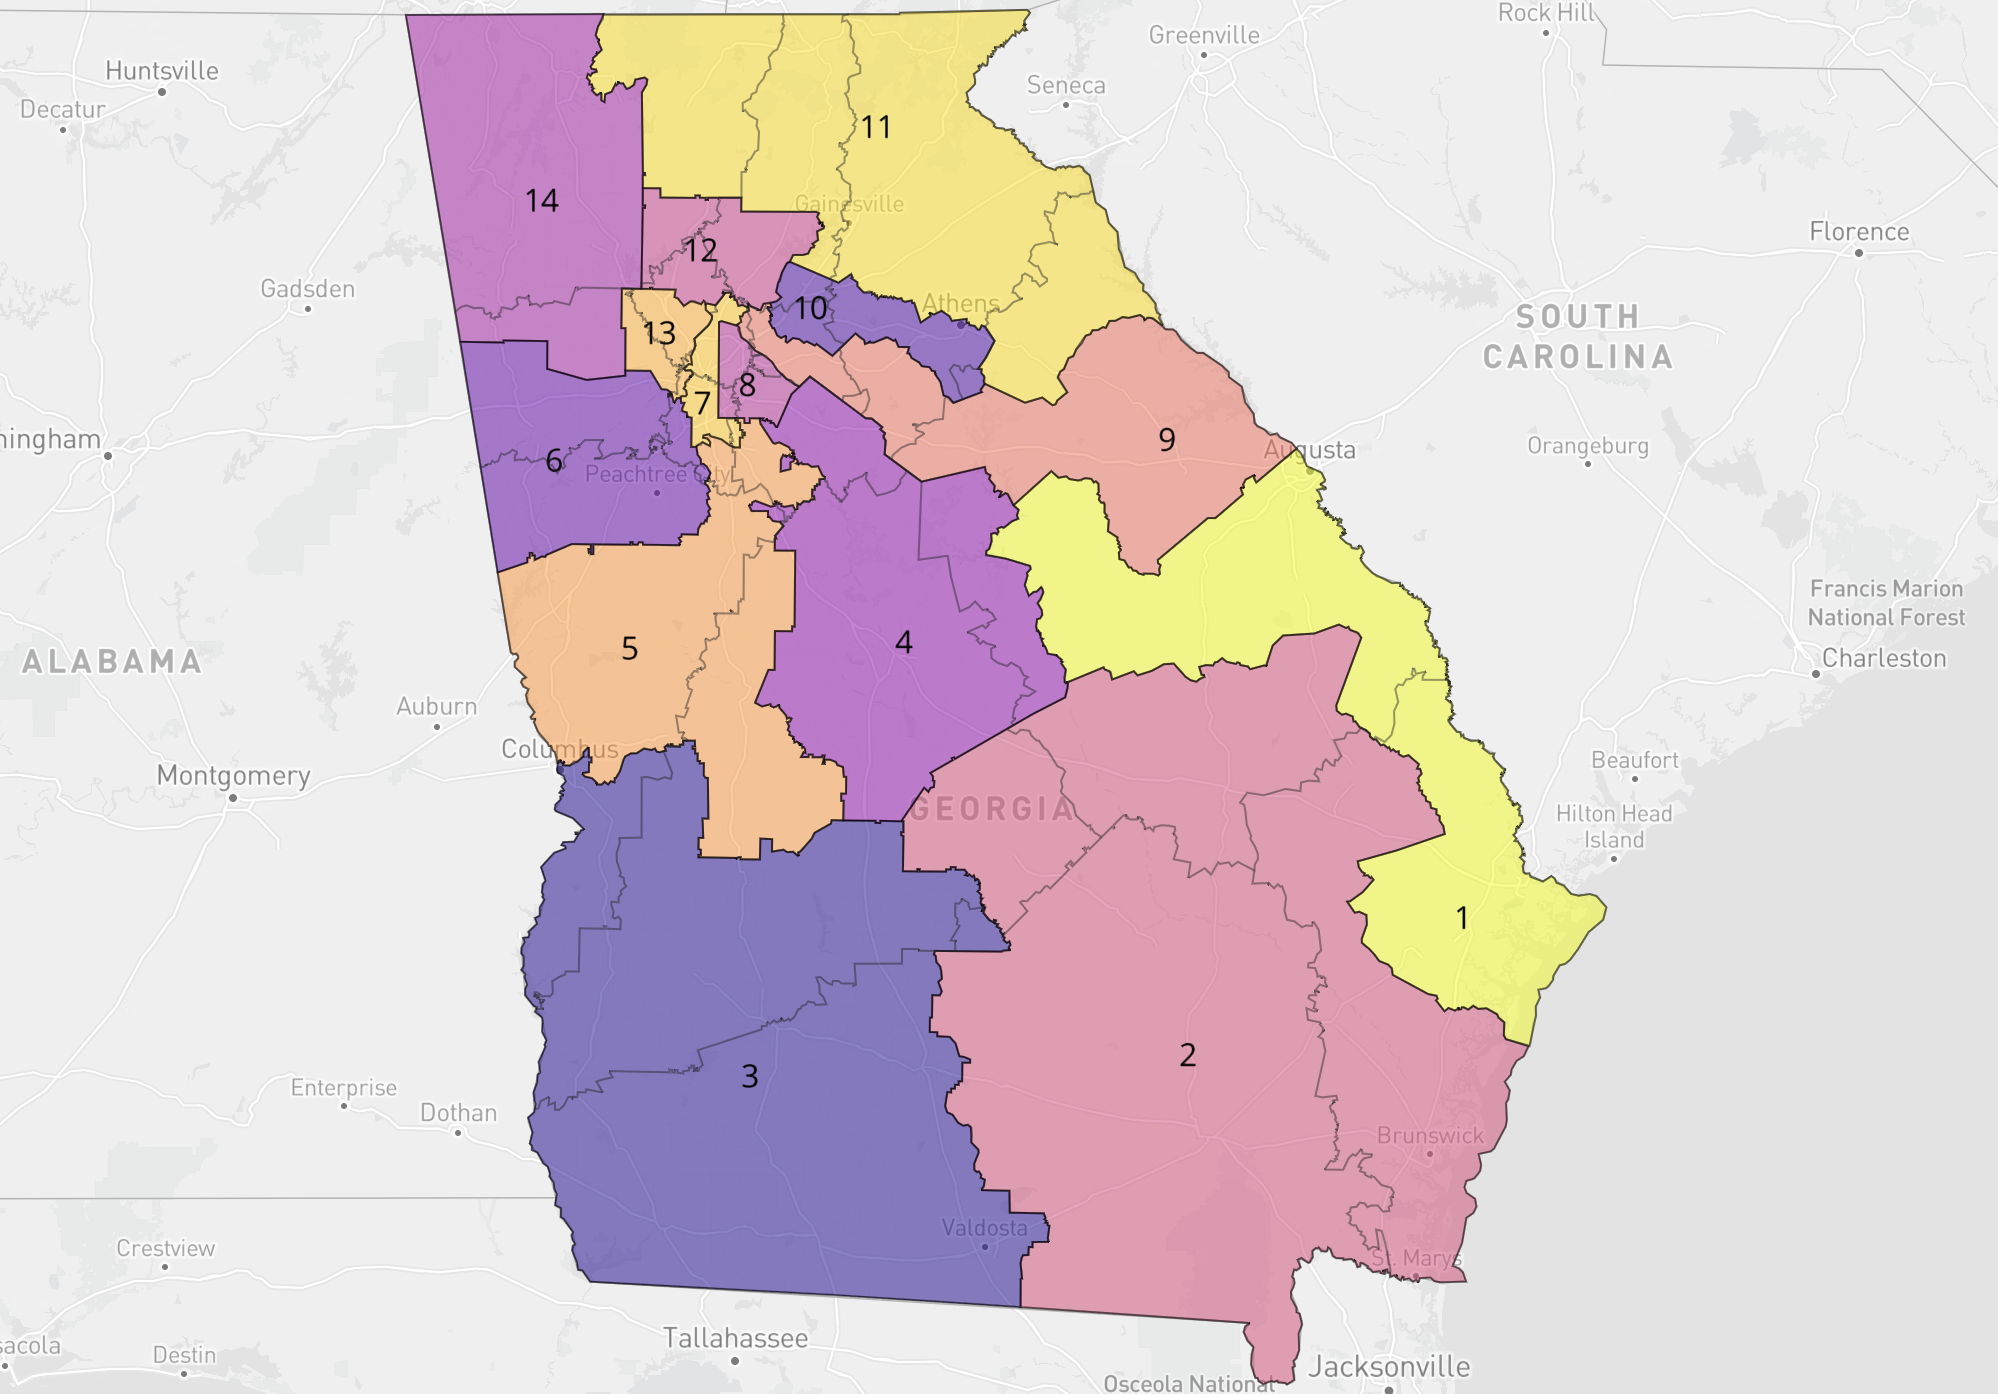 Rock Hill
Greenville
Huntsville
Seneca
Decatur
11
14
Gainesville
Florence
12
Gadsden
Athens
10
SOUTH
CAROLINA
13
8
7
hingham
9
Augusta
Orangeburg
6
Peachtree City
Francis Marion
National Forest
5
4
ALABAMA
Charleston
Auburn
Columbus
Montgomery
Beaufort
GEORGIA
Hilton Head
Island
1
2
3
Enterprise
Dothan
Brunswick
Valdosta
Crestview
St. Marys
Tallahassee
sacola
Destin
Jacksonville
Osceola National